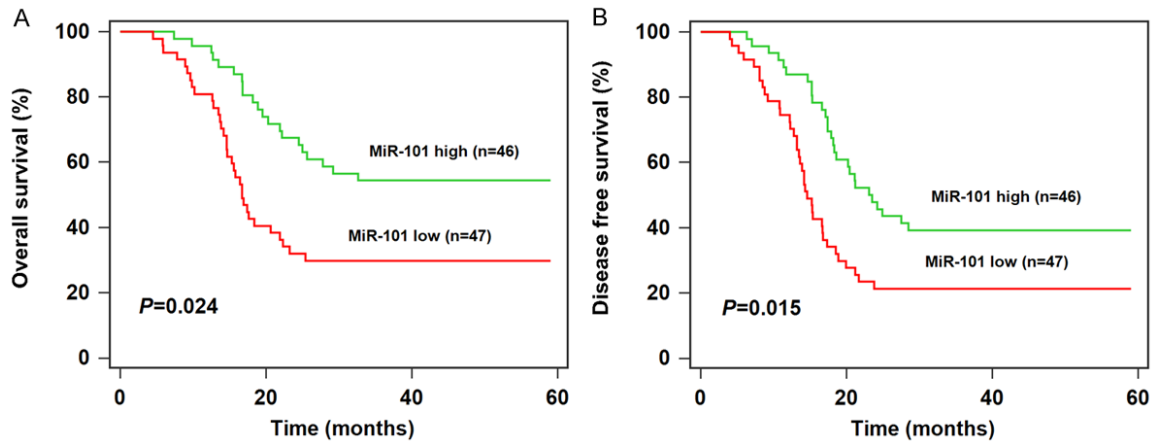 A
Overall survival (%)
100
80
60
40
20
0
MiR-101 high (n=46)
MiR-101 low (n=47)
P=0.024
0 20 40 60
Time (months)
B
Disease free survival (%)
100
80
60
40
20
0
MiR-101 high (n=46)
MiR-101 low (n=47)
P=0.015
0 20 40 60
Time (months)